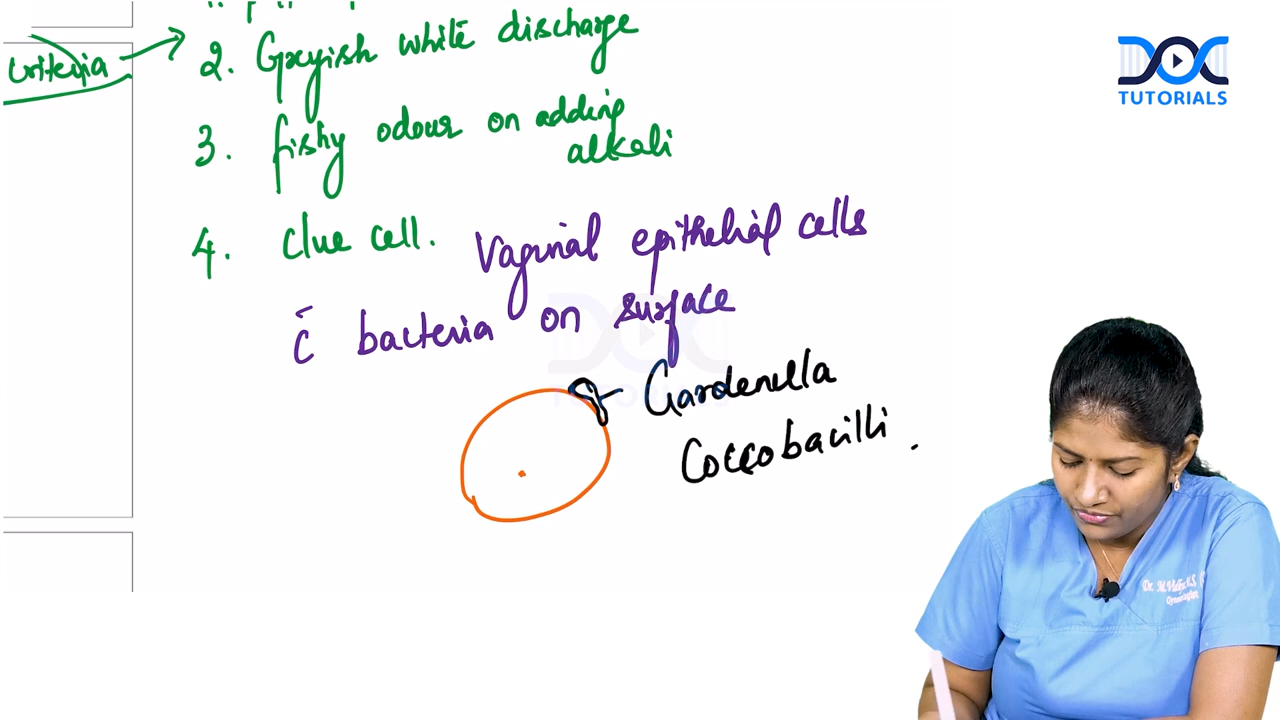 2. Greyish white discharge
criteria
3. fishy odour on adding
alkali
4. Clue cell. Vaginal epithelial cells
c̄ bacteria on surface
Gardenella
Coccobacilli.
DOC
TUTORIALS
Gynecologist